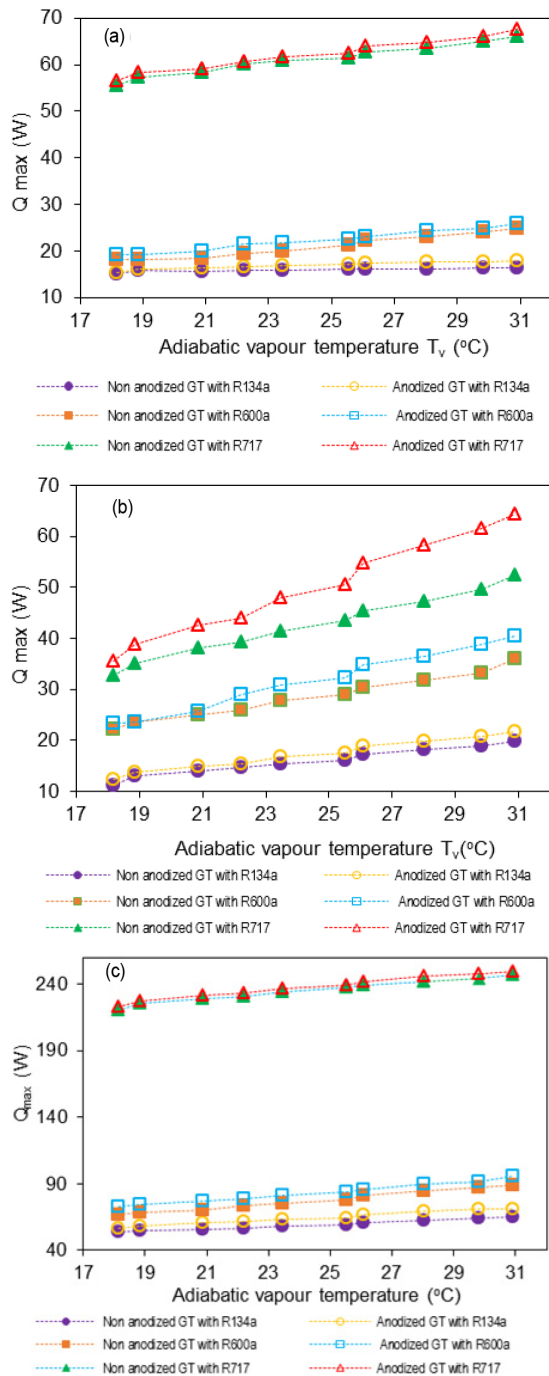 (a)
70
60
50
40
30
20
10
Q max (W)
17 19 21 23 25 27 29 31
Adiabatic vapour temperature Tᵥ (°C)
Non anodized GT with R134a Anodized GT with R134a
Non anodized GT with R600a Anodized GT with R600a
Non anodized GT with R717 Anodized GT with R717
(b)
70
60
50
40
30
20
10
Q max (W)
17 19 21 23 25 27 29 31
Adiabatic vapour temperature Tᵥ(°C)
Non anodized GT with R134a Anodized GT with R134a
Non anodized GT with R600a Anodized GT with R600a
Non anodized GT with R717 Anodized GT with R717
(c)
240
190
140
90
40
Qmax (W)
17 19 21 23 25 27 29 31
Adiabatic vapour temperature (°C)
Non anodized GT with R134a Anodized GT with R134a
Non anodized GT with R600a Anodized GT with R600a
Non anodized GT with R717 Anodized GT with R717